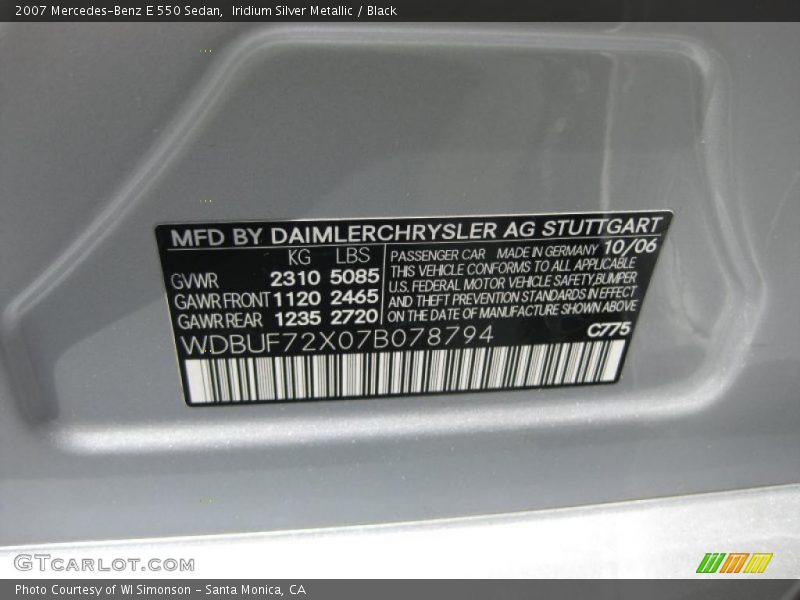 2007 Mercedes-Benz E 550 Sedan,  Iridium Silver Metallic / Black
MFD BY DAIMLERCHRYSLER AG STUTTGART
KG LBS
GVWR 2310 5085
GAWR FRONT 1120 2465
GAWR REAR 1235 2720
PASSENGER CAR MADE IN GERMANY 10/06
THIS VEHICLE CONFORMS TO ALL APPLICABLE
U.S. FEDERAL MOTOR VEHICLE SAFETY,BUMPER
AND THEFT PREVENTION STANDARDS IN EFFECT
ON THE DATE OF MANUFACTURE SHOWN ABOVE
WDBUF72X07B078794
C775
GTCARLOT.COM
Photo Courtesy of WI Simonson - Santa Monica, CA